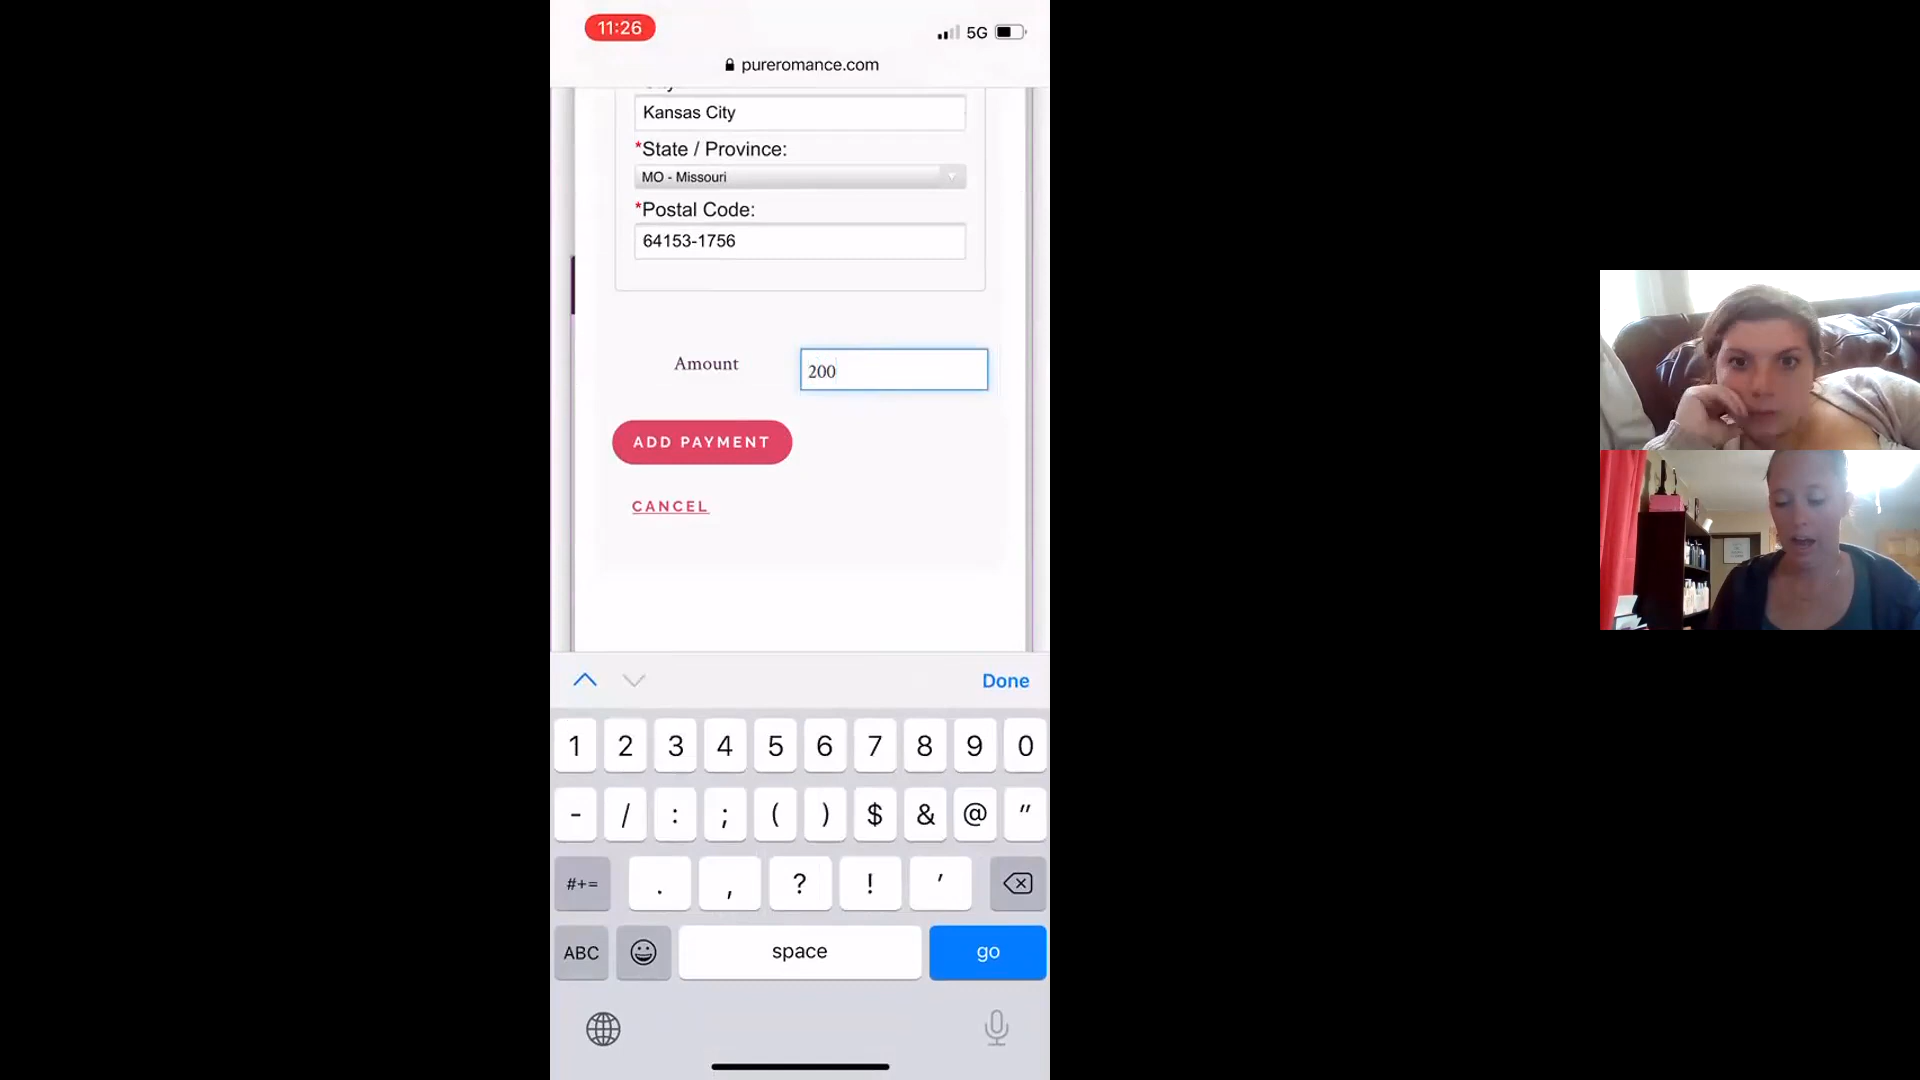 11:26
5G
pureromance.com
Kansas City
*State / Province:
MO - Missouri
*Postal Code:
64153-1756
Amount
200
ADD PAYMENT
CANCEL
Done
1 2 3 4 5 6 7 8 9 0
- / : ; ( ) $ & @ "
#+= . , ? ! '
ABC space go